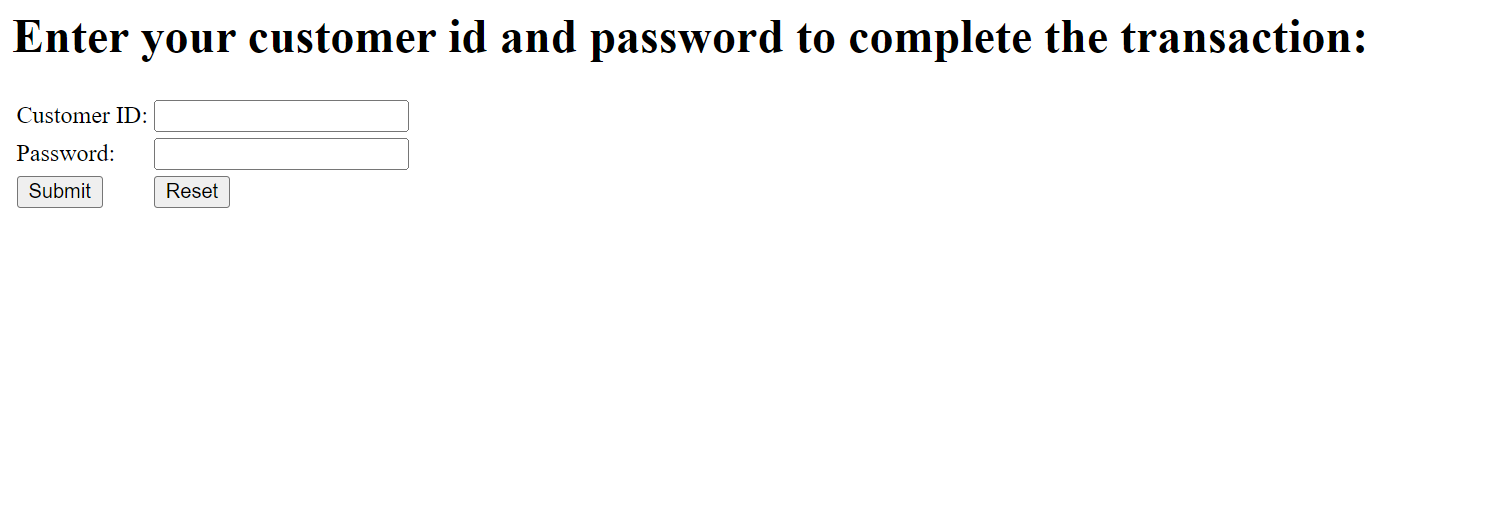 Enter your customer id and password to complete the transaction:
Customer ID:
Password:
Submit Reset